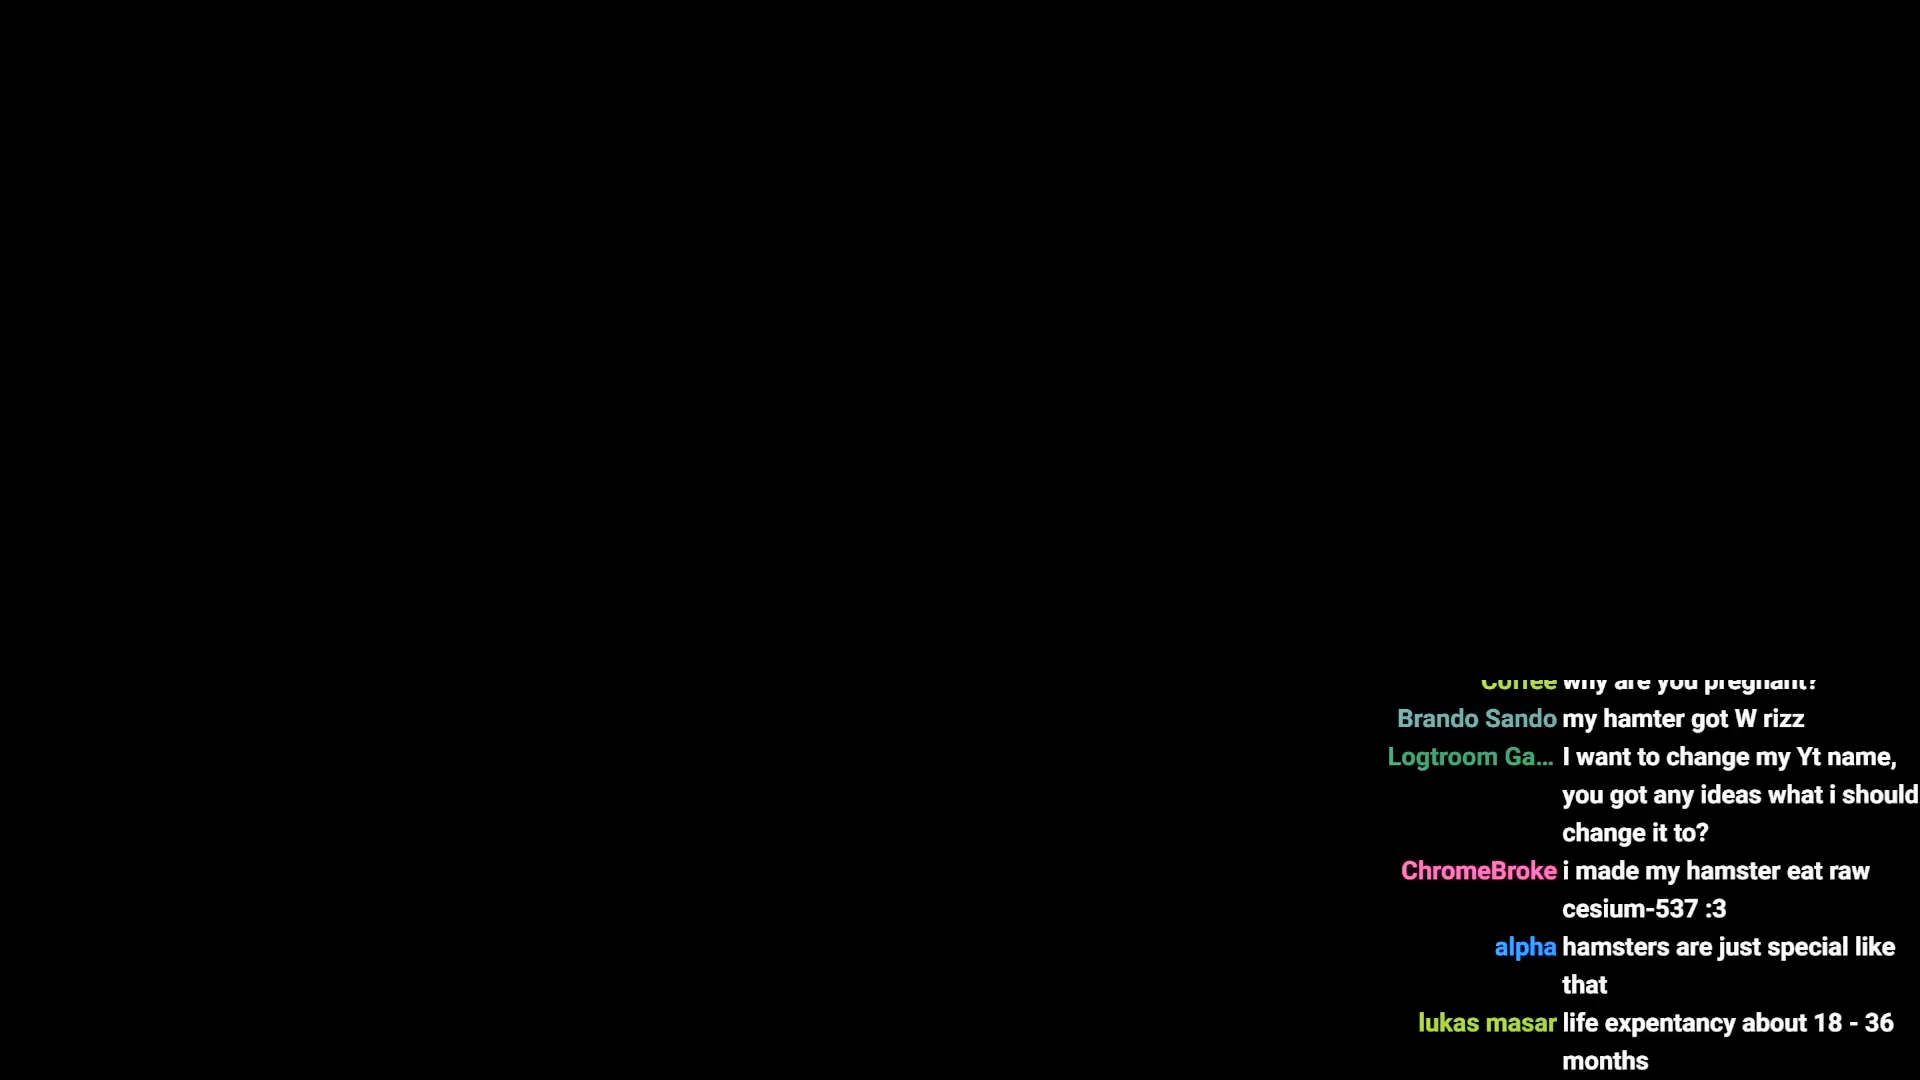 Coffee why are you pregnant?
Brando Sando my hamter got W rizz
Logtroom Ga... I want to change my Yt name,
you got any ideas what i should
change it to?
ChromeBroke i made my hamster eat raw
cesium-537 :3
alpha hamsters are just special like
that
lukas masar life expentancy about 18 - 36
months